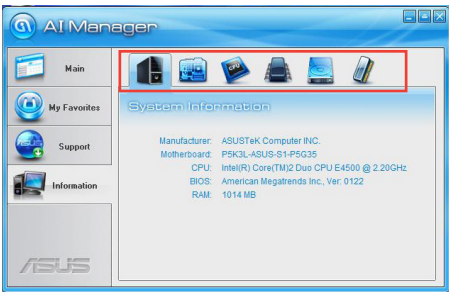 AI Manager
Main
My Favorites
Support
Information
CPU
System Information
Manufacturer: ASUSTeK Computer INC.
Motherboard: P5K3L-ASUS-S1-P5G35
CPU: Intel(R) Core(TM)2 Duo CPU E4500 @ 2.20GHz
BIOS: American Megatrends Inc., Ver: 0122
RAM: 1014 MB
ASUS